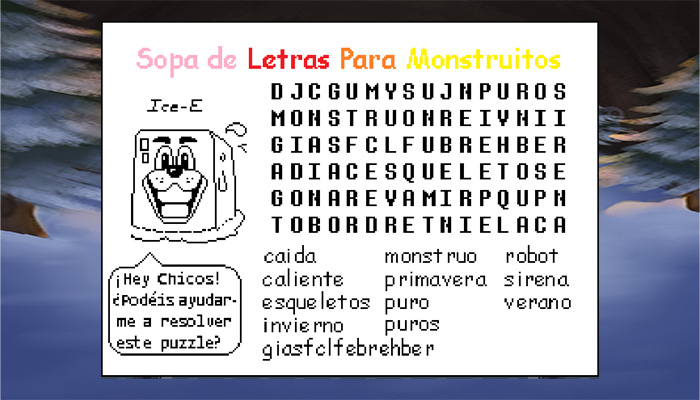 Sopa de Letras Para Monstruitos
Ice-E
DJCGUMYSUJNPUROS
MONSTRUONREIVNII
GIASFCLFUBREHBER
ADIACESQUELETOSE
GONAREVAMIRPQUPN
TOBORDRETNIELACA
caida monstruo robot
caliente primavera sirena
esqueletos puro verano
invierno puros
giasfclfebrehber
¡Hey Chicos!
¿Podéis ayudar-
me a resolver
este puzzle?